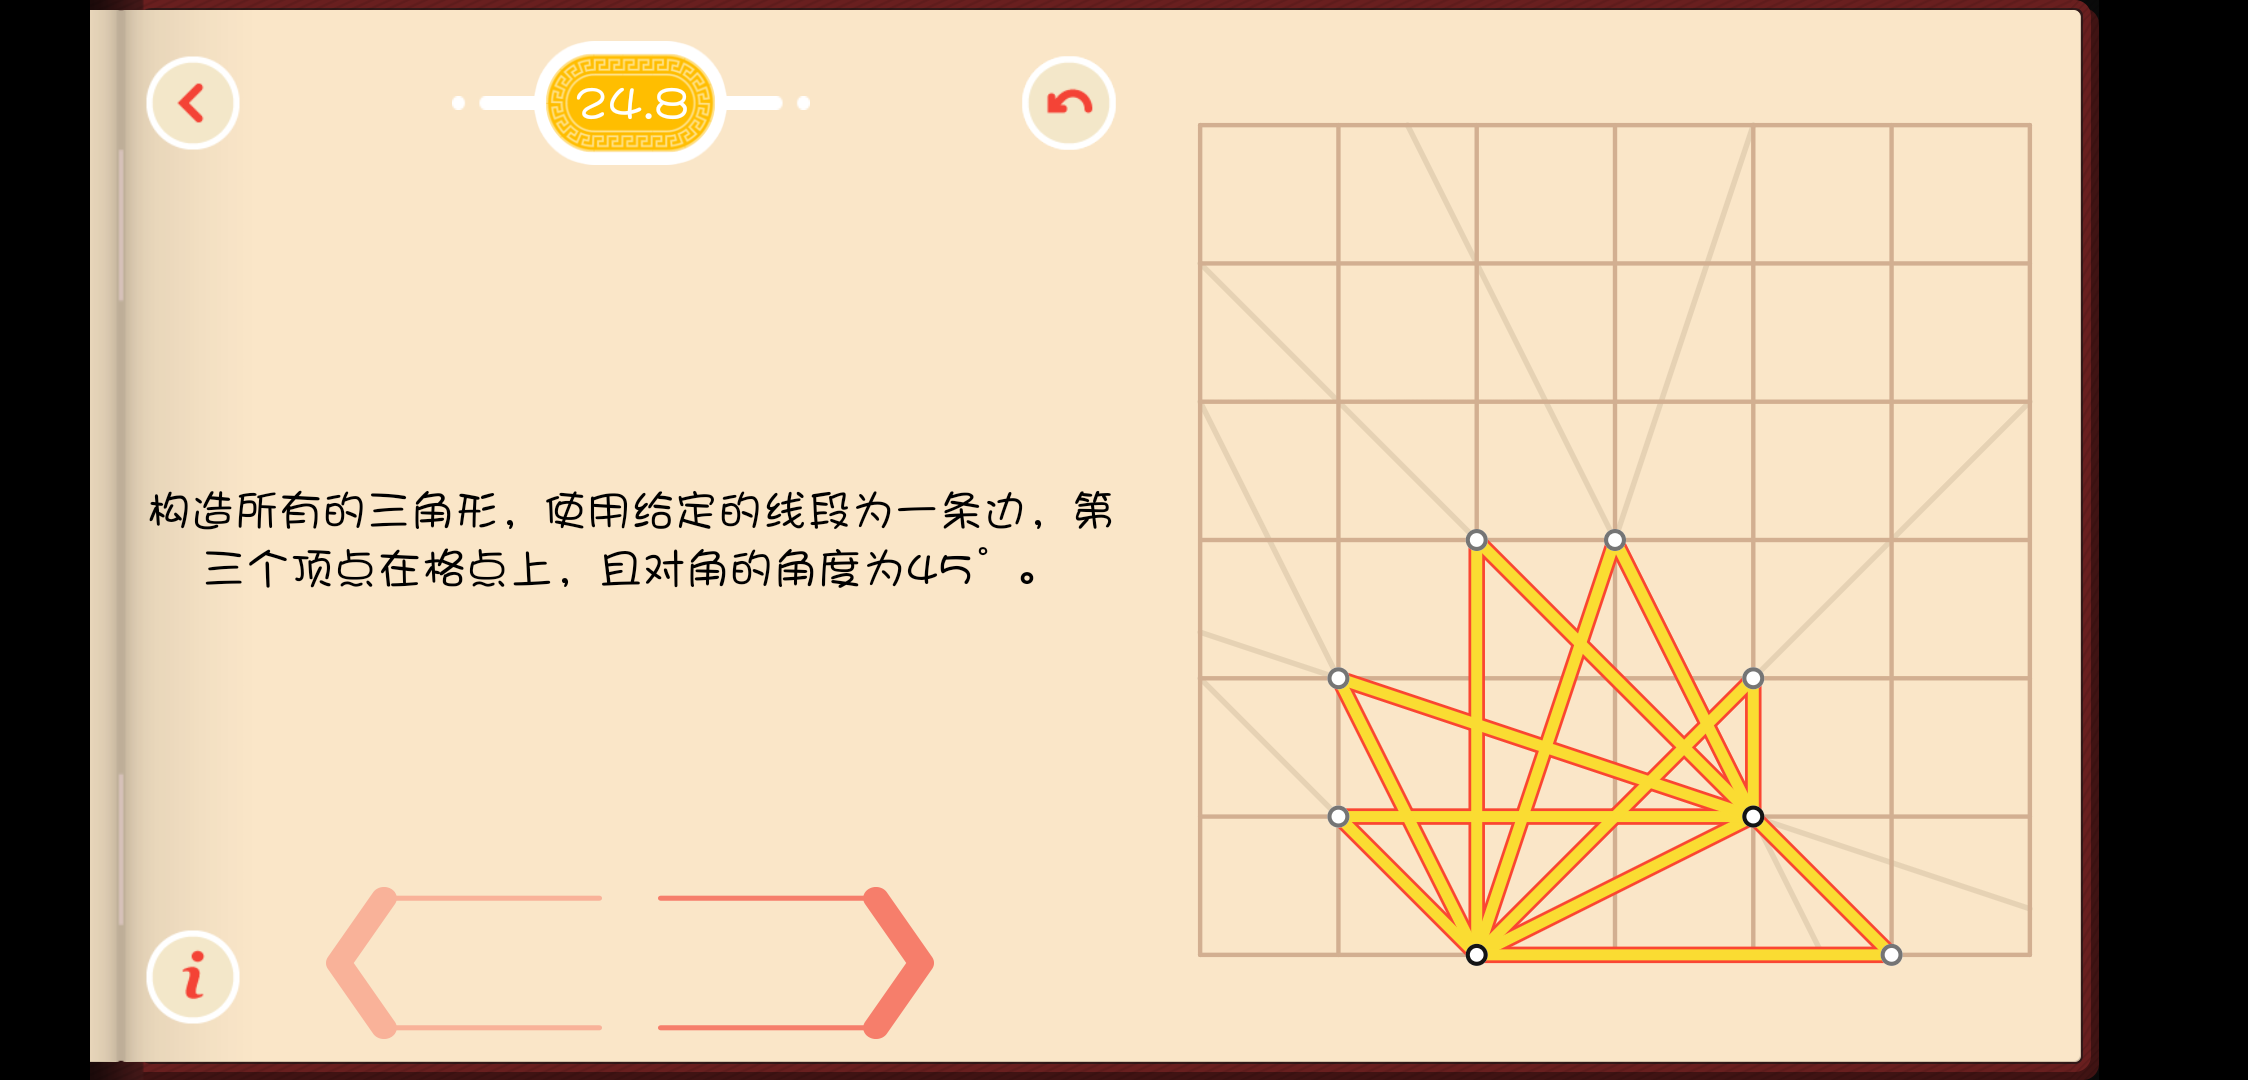 24.8
构造所有的三角形，使用给定的线段为一条边，第
三个顶点在格点上，且对角的角度为45°。
i